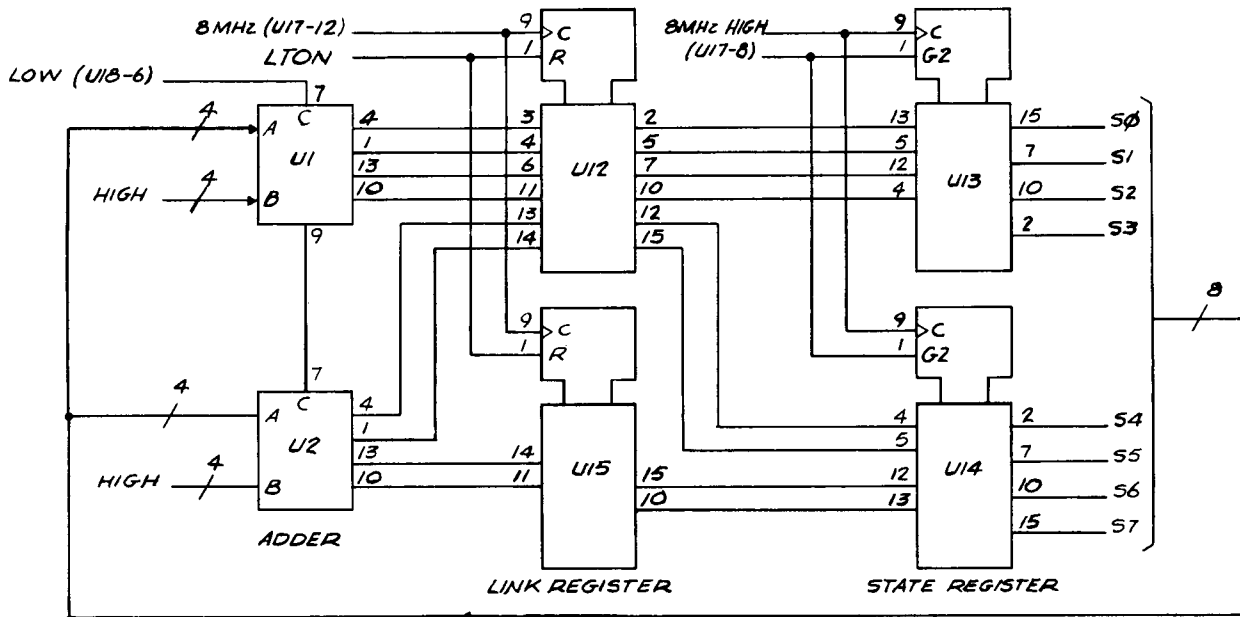 8MHZ (U17-12)
9
C
1
R
LTON
LOW (U18-6)
7
C
4
A
U1
HIGH
4
B
4
1
13
10
9
3
4
6
11
13
14
U12
2
5
7
10
12
15
8MHZ HIGH
(U17-8)
9
C
1
G2
13
5
12
4
U13
15
7
10
2
SØ
S1
S2
S3
8
7
C
4
A
U2
HIGH
4
B
4
1
13
10
ADDER
9
C
1
R
14
11
U15
15
10
LINK REGISTER
9
C
1
G2
4
5
12
13
U14
2
7
10
15
S4
S5
S6
S7
STATE REGISTER